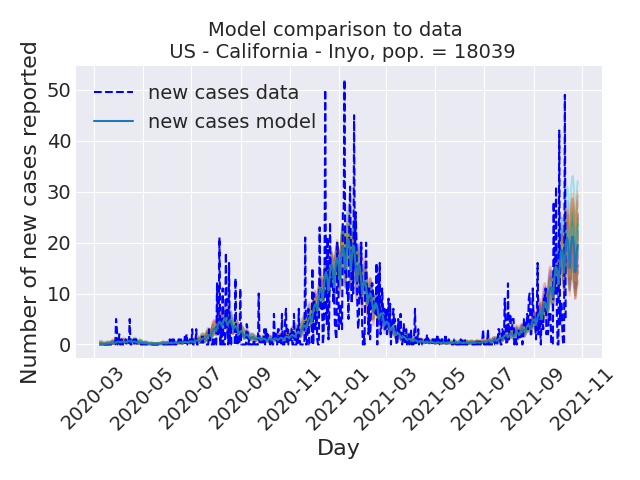 Model comparison to data
US - California - Inyo, pop. = 18039
Number of new cases reported
50
40
30
20
10
0
new cases data
new cases model
2020-03
2020-05
2020-07
2020-09
2020-11
2021-01
2021-03
2021-05
2021-07
2021-09
2021-11
Day